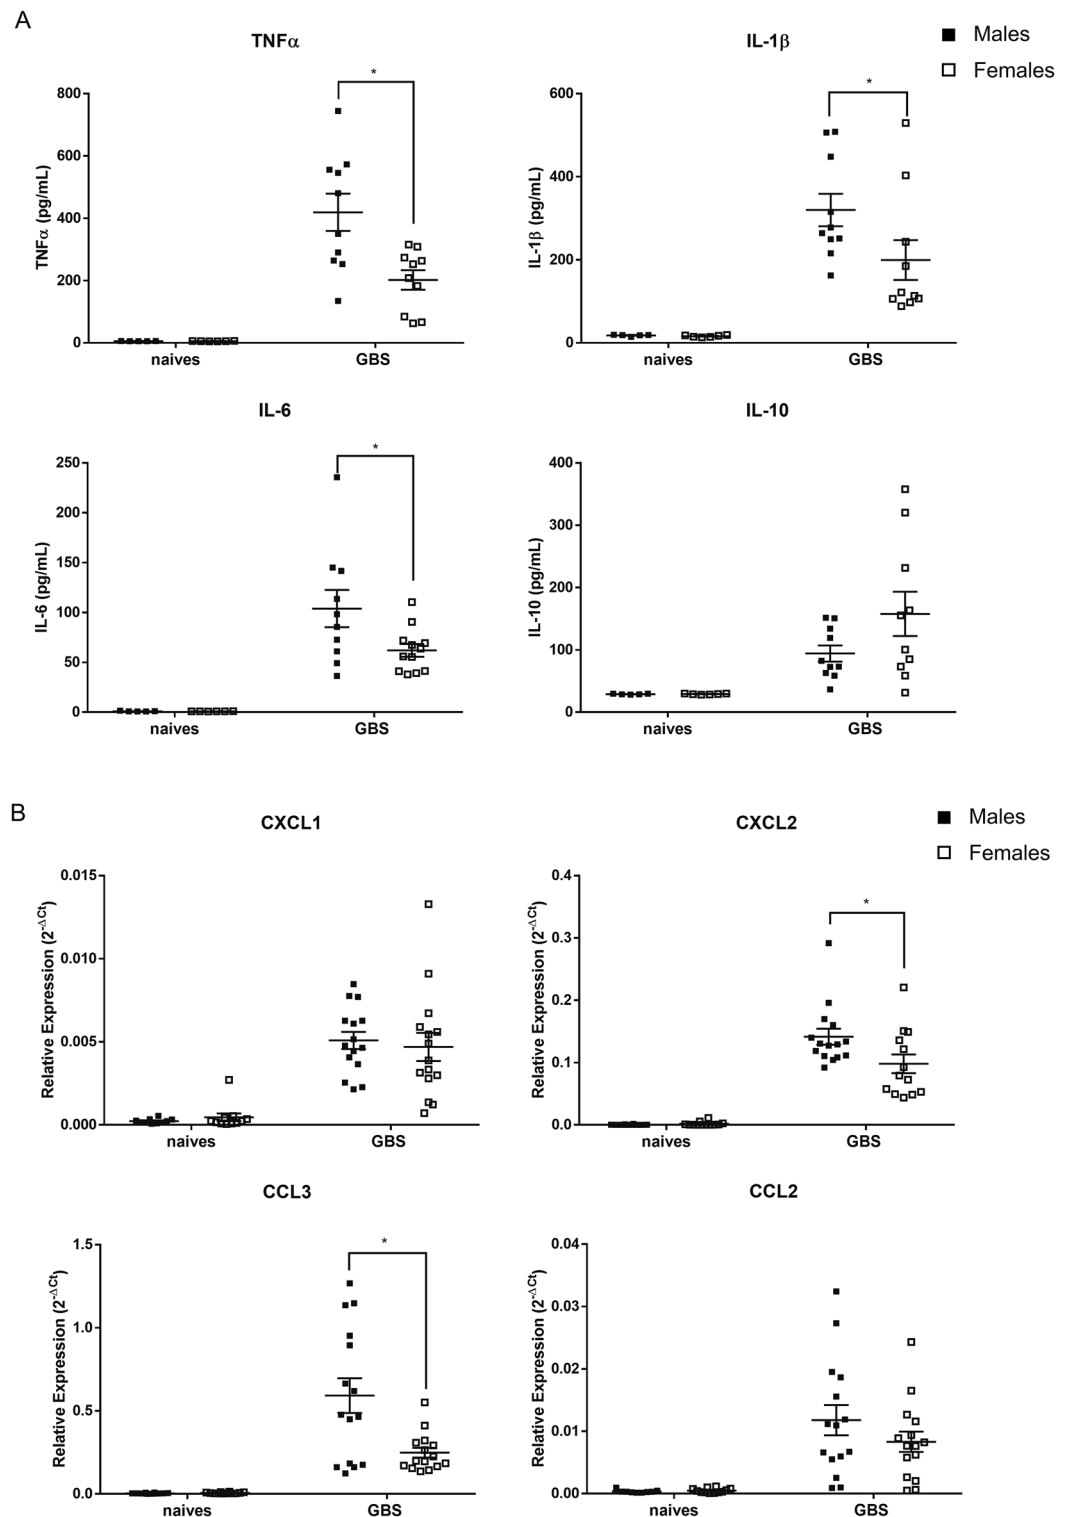 A
TNFα
IL-1β
Males
Females
*
*
800
600
400
200
0
TNFα (pg/mL)
naives
GBS
600
400
200
0
IL-1β (pg/mL)
naives
GBS
IL-6
IL-10
*
250
200
150
100
50
0
IL-6 (pg/mL)
naives
GBS
400
300
200
100
0
IL-10 (pg/mL)
naives
GBS
B
CXCL1
CXCL2
Males
Females
0.015
0.010
0.005
0.000
Relative Expression (2-ΔCt)
naives
GBS
*
0.4
0.3
0.2
0.1
0.0
Relative Expression (2-ΔCt)
naives
GBS
CCL3
CCL2
*
1.5
1.0
0.5
0.0
Relative Expression (2-ΔCt)
naives
GBS
0.04
0.03
0.02
0.01
0.00
Relative Expression (2-ΔCt)
naives
GBS